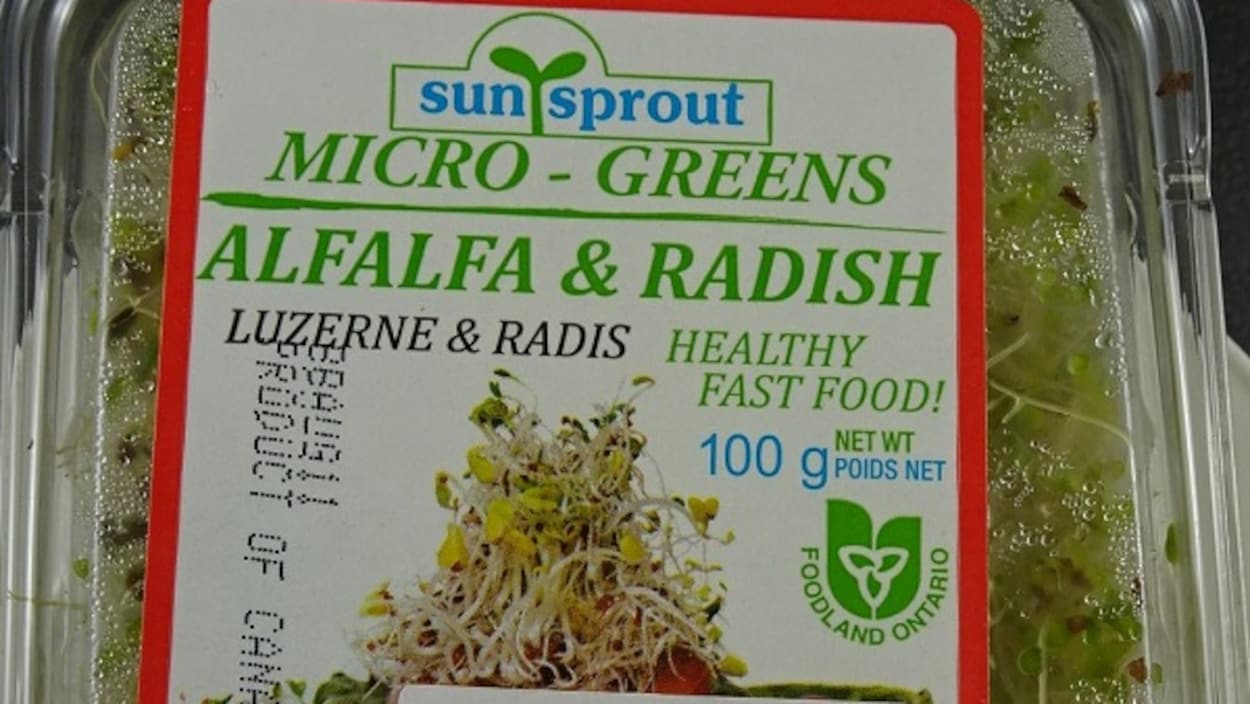 sun sprout
MICRO - GREENS
ALFALFA & RADISH
LUZERNE & RADIS
HEALTHY
FAST FOOD!
100 g NET WT
POIDS NET
FOODLAND ONTARIO
PRODUCT OF